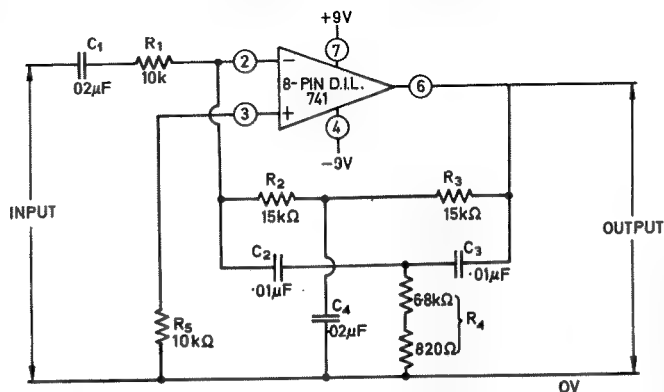 +9V
C1
02µF
R1
10k
2
−
7
8-PIN D.I.L.
741
6
3
+
4
-9V
R2
15kΩ
R3
15kΩ
INPUT
OUTPUT
C2
·01µF
C3
·01µF
R5
10kΩ
C4
·02µF
68kΩ
R4
820Ω
0V